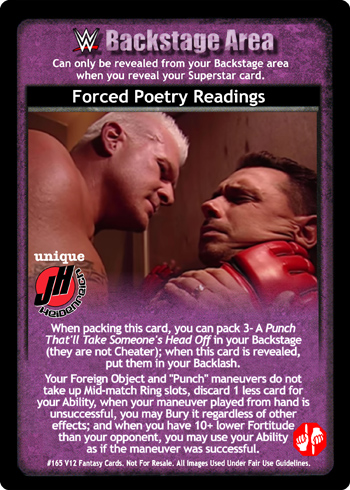 W Backstage Area
Can only be revealed from your Backstage area
when you reveal your Superstar card.
Forced Poetry Readings
unique
JH
HEIDENREICH
When packing this card, you can pack 3- A Punch
That'll Take Someone's Head Off in your Backstage
(they are not Cheater); when this card is revealed,
put them in your Backlash.
Your Foreign Object and "Punch" maneuvers do not
take up Mid-match Ring slots, discard 1 less card for
your Ability, when your maneuver played from hand is
unsuccessful, you may Bury it regardless of other
effects; and when you have 10+ lower Fortitude
than your opponent, you may use your Ability
as if the maneuver was successful.
#165 V12 Fantasy Cards. Not For Resale. All Images Used Under Fair Use Guidelines.